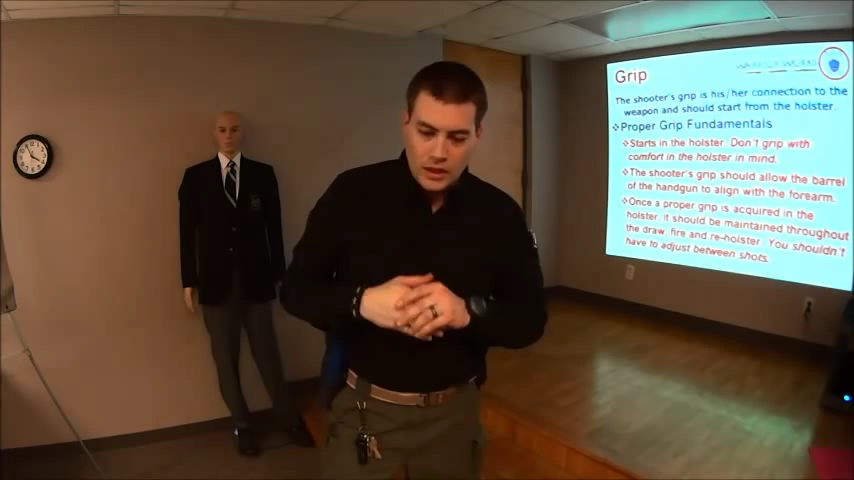 WARRIOR WORKS
Grip
The shooter's grip is his/her connection to the
weapon and should start from the holster.
❖Proper Grip Fundamentals
❖Starts in the holster. Don't grip with
comfort in the holster in mind.
❖The shooter's grip should allow the barrel
of the handgun to align with the forearm.
❖Once a proper grip is acquired in the
holster, it should be maintained throughout
the draw, fire and re-holster. You shouldn't
have to adjust between shots.